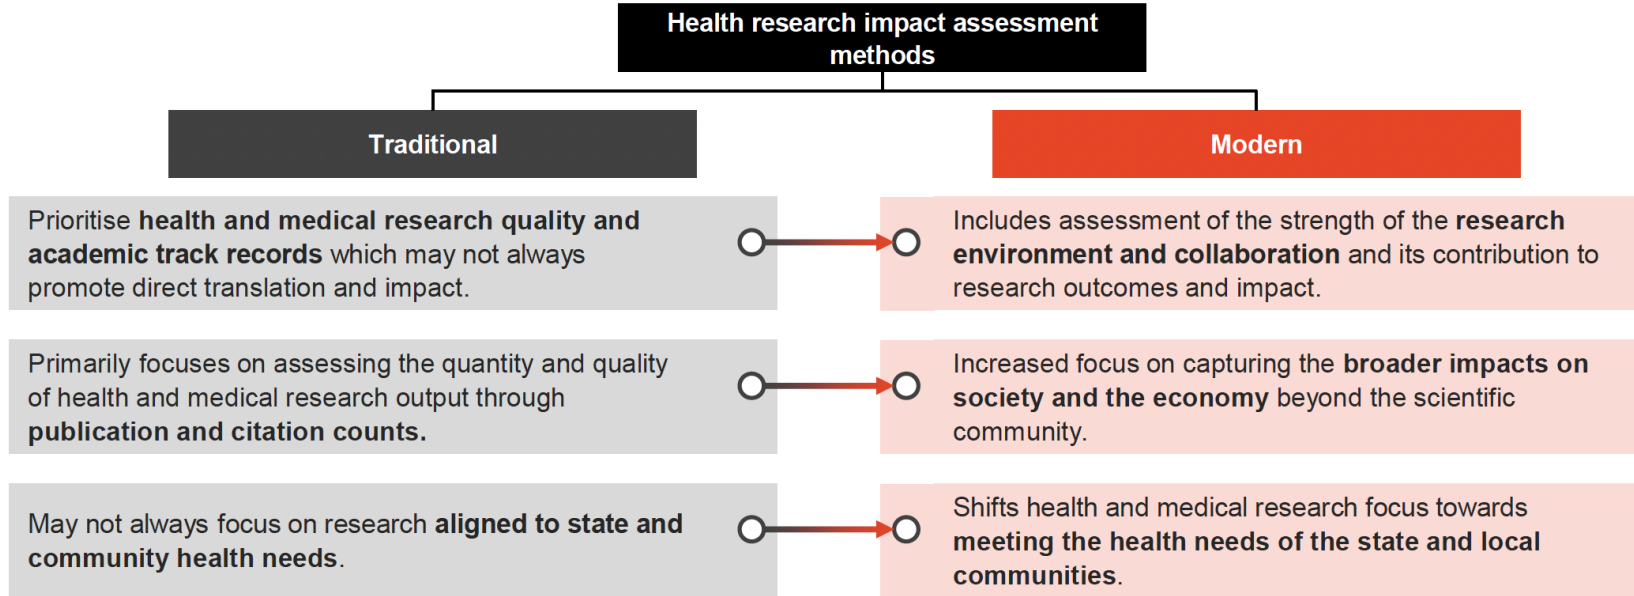 Health research impact assessment
methods
Traditional
Modern
Prioritise health and medical research quality and
academic track records which may not always
promote direct translation and impact.
Includes assessment of the strength of the research
environment and collaboration and its contribution to
research outcomes and impact.
Primarily focuses on assessing the quantity and quality
of health and medical research output through
publication and citation counts.
Increased focus on capturing the broader impacts on
society and the economy beyond the scientific
community.
May not always focus on research aligned to state and
community health needs.
Shifts health and medical research focus towards
meeting the health needs of the state and local
communities.